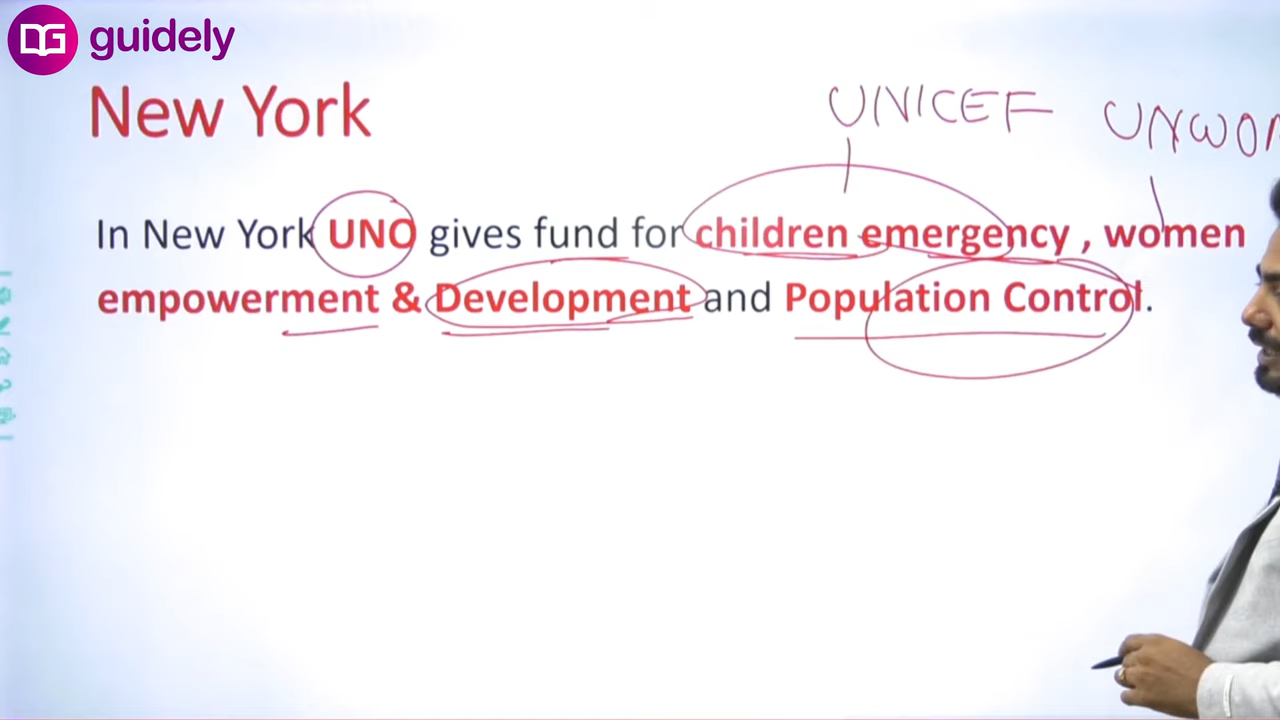 guidely
New York
UNICEF UNWOM
In New York UNO gives fund for children emergency , women
empowerment & Development and Population Control.